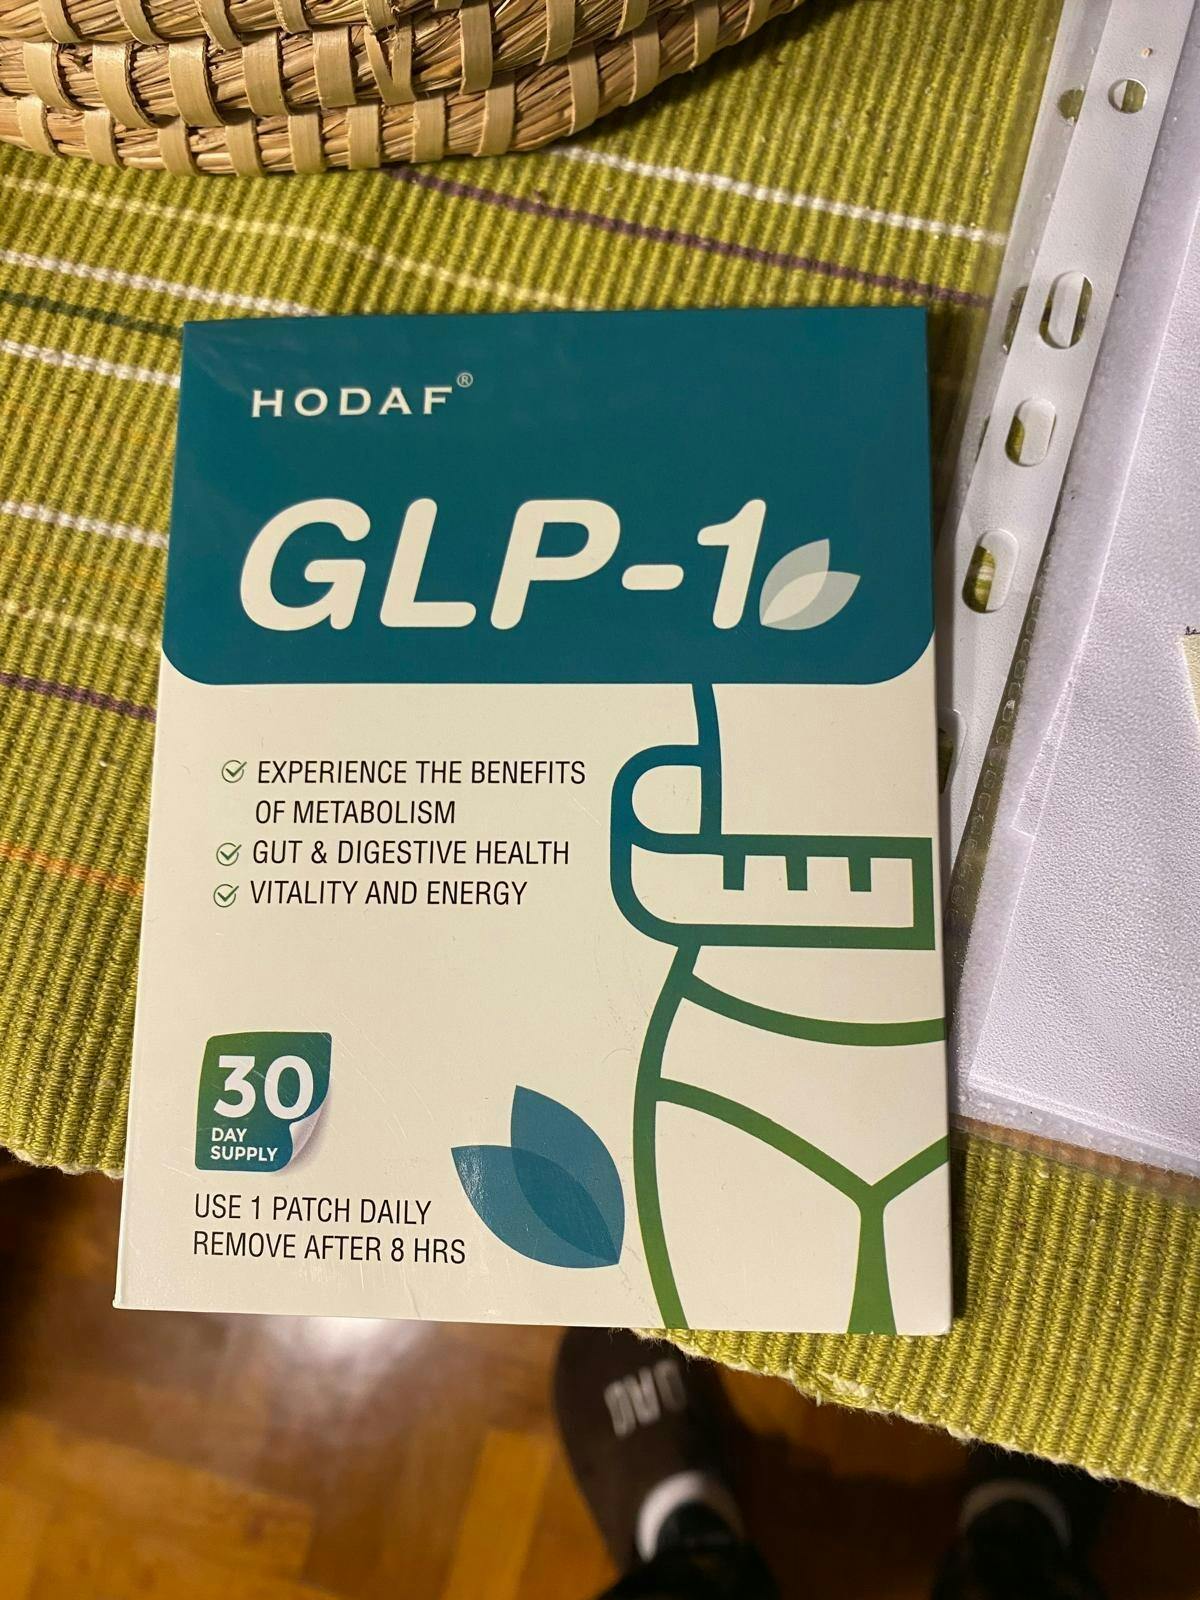 HODAF®
GLP-1
EXPERIENCE THE BENEFITS
OF METABOLISM
GUT & DIGESTIVE HEALTH
VITALITY AND ENERGY
30
DAY
SUPPLY
USE 1 PATCH DAILY
REMOVE AFTER 8 HRS